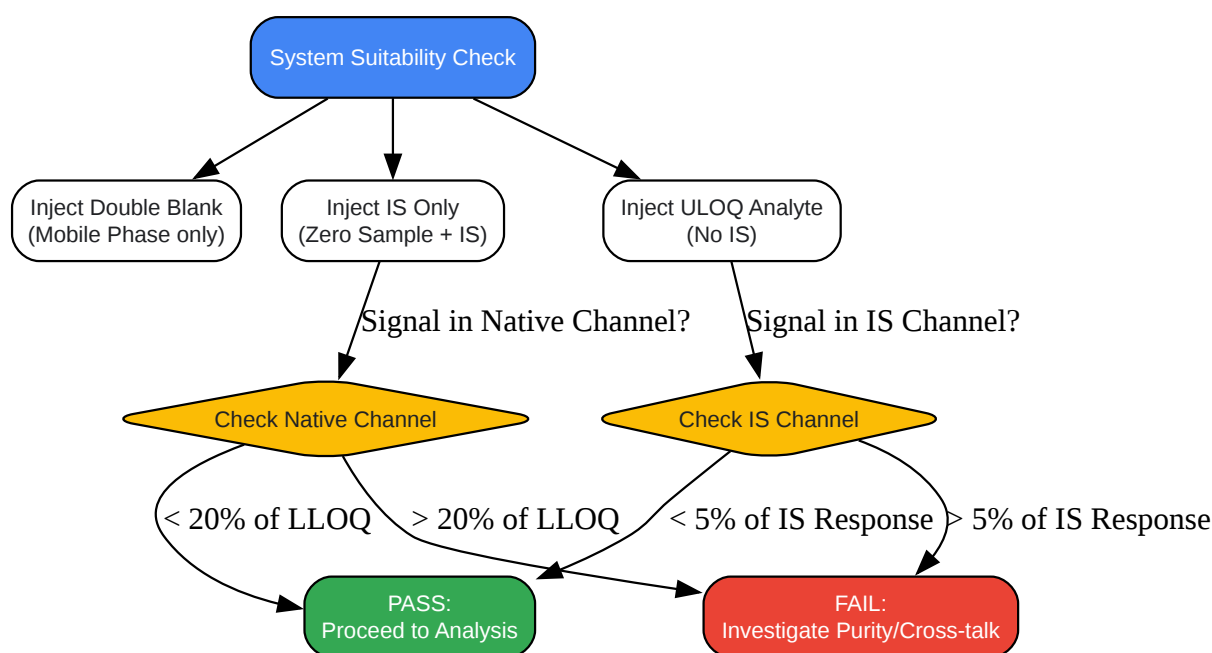 System Suitability Check
Inject Double Blank
(Mobile Phase only)
Inject IS Only
(Zero Sample + IS)
Inject ULOQ Analyte
(No IS)
Signal in Native Channel?
Signal in IS Channel?
Check Native Channel
Check IS Channel
< 20% of LLOQ
> 20% of LLOQ
< 5% of IS Response
> 5% of IS Response
PASS:
Proceed to Analysis
FAIL:
Investigate Purity/Cross-talk